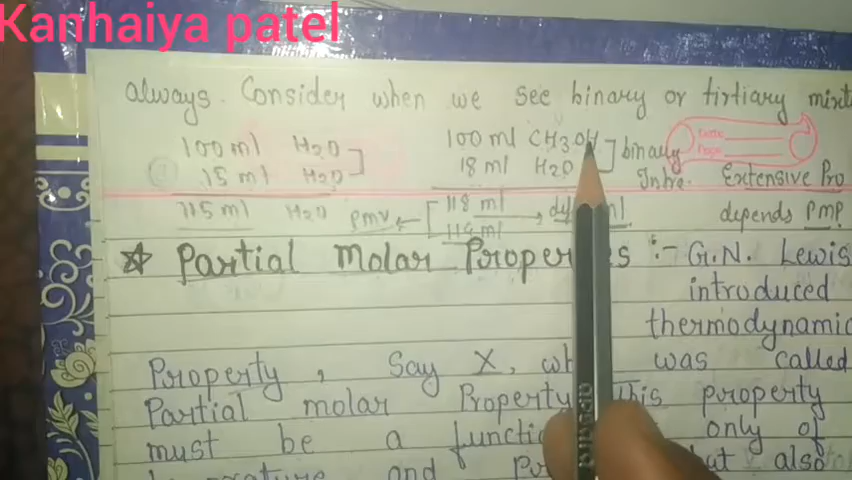 Kanhaiya patel
always. Consider when we see binary or tirtiary mixt
100 ml H2O
15 ml H2O
115 ml H2O
100 ml CH3OH
18 ml H2O
binary
Intre.
118 ml
114 ml
pmv
Extensive Pro
depends PMP
Partial Molar Proper s :- G.N. Lewis
introduced
thermodynamic
Property, Say X, wh was called
Partial molar Property this property
must be a functi only of
and but also